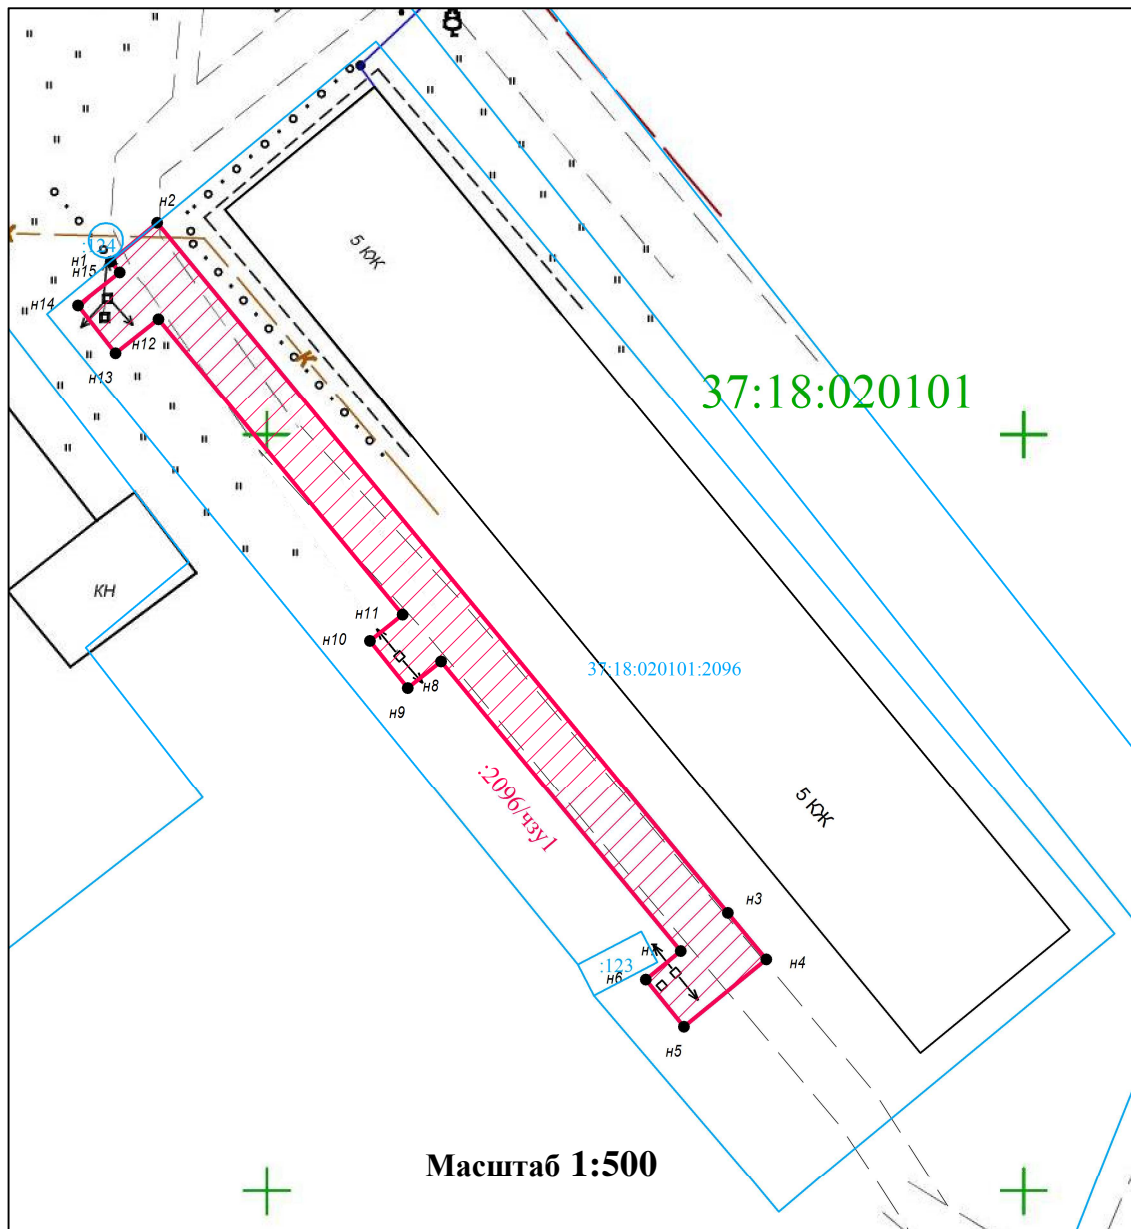 н2
:124
н1
н15
н14
5 КЖ
К
н12
н13
К
37:18:020101
КН
н11
н10
н8
н9
37:18:020101:2096
:2096/чзу1
5 КЖ
н3
н7
н4
:123
н6
н5
Масштаб 1:500